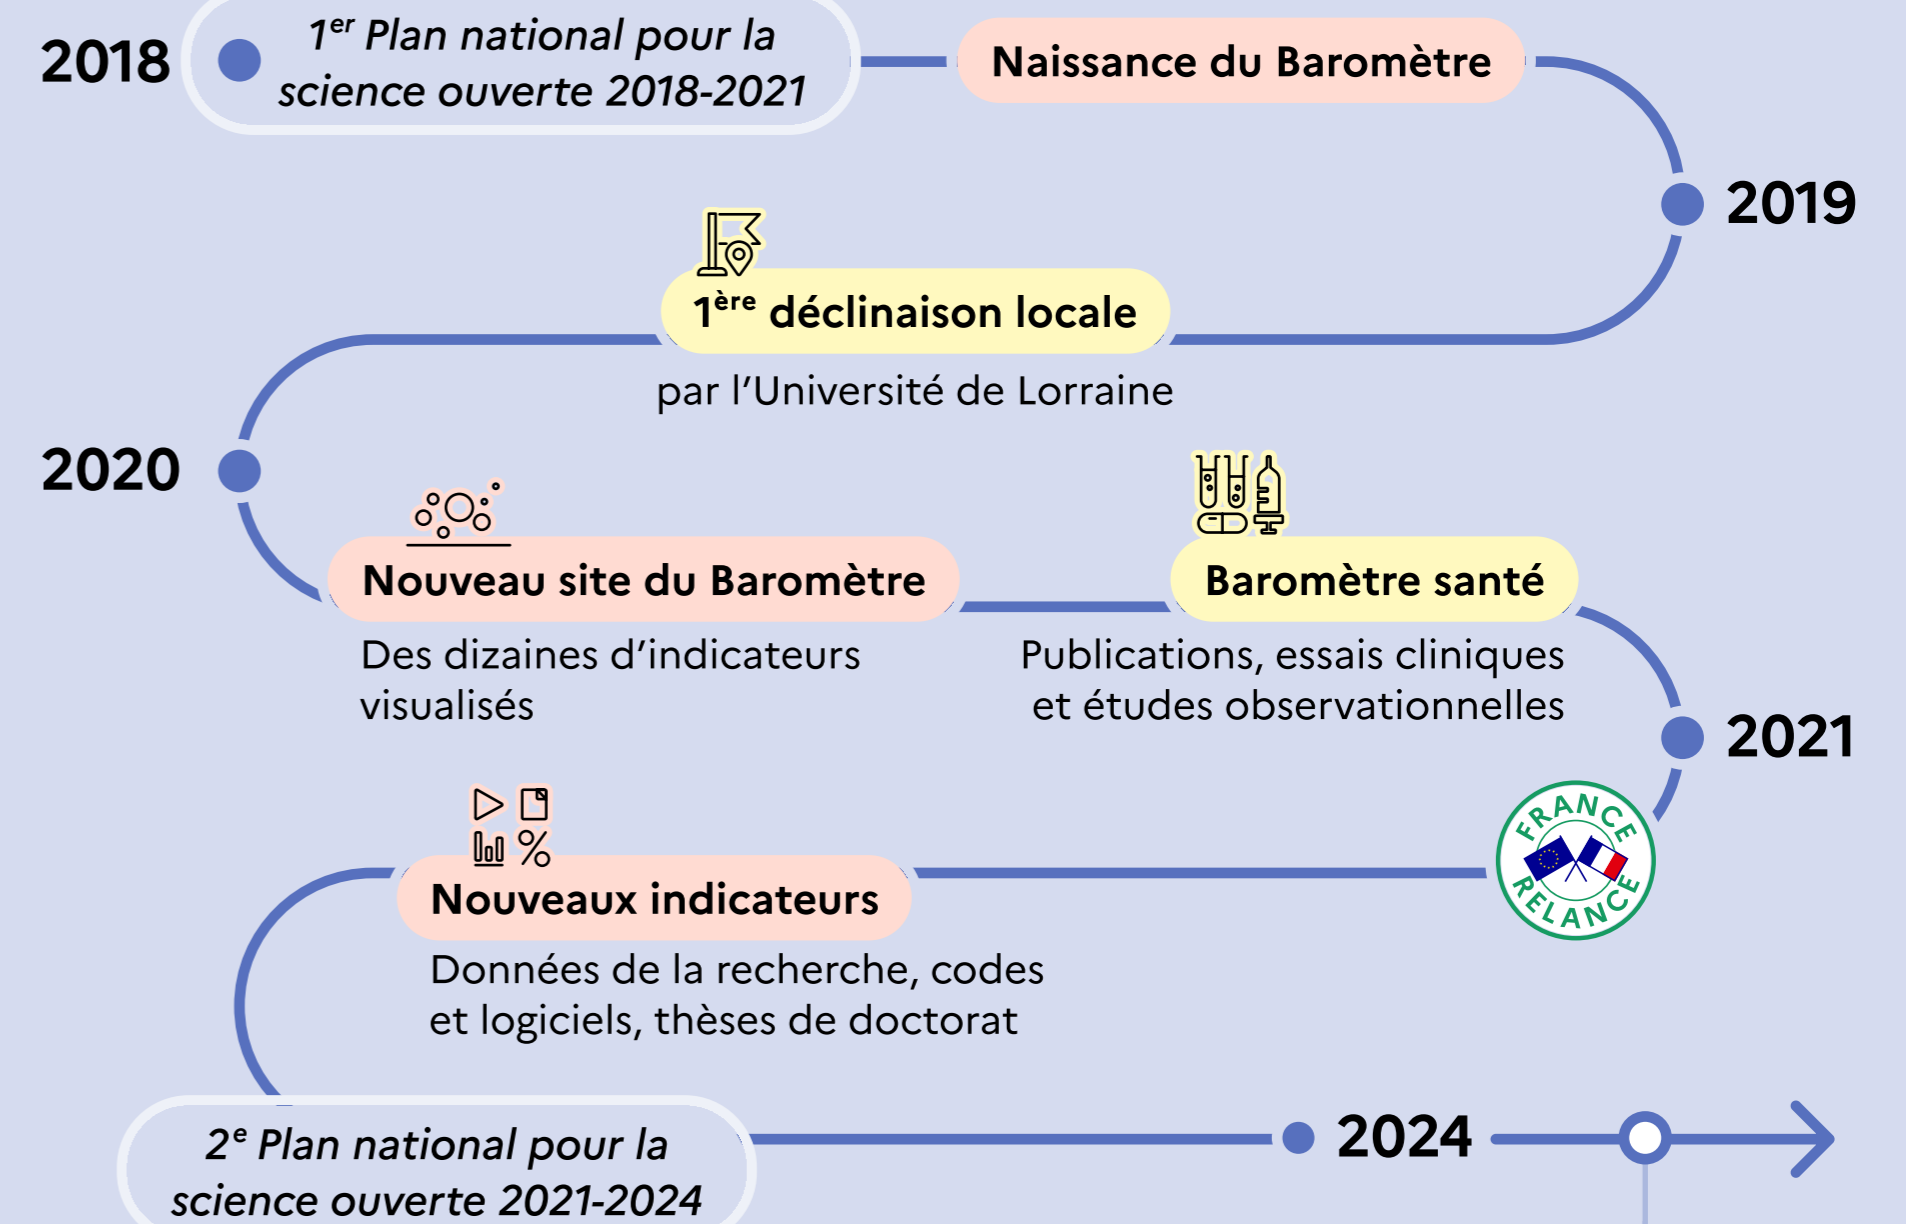 2018
1er Plan national pour la
science ouverte 2018-2021
Naissance du Baromètre
2019
1ère déclinaison locale
par l'Université de Lorraine
2020
Nouveau site du Baromètre
Des dizaines d'indicateurs
visualisés
Baromètre santé
Publications, essais cliniques
et études observationnelles
2021
FRANCE
RELANCE
%
Nouveaux indicateurs
Données de la recherche, codes
et logiciels, thèses de doctorat
2e Plan national pour la
science ouverte 2021-2024
2024